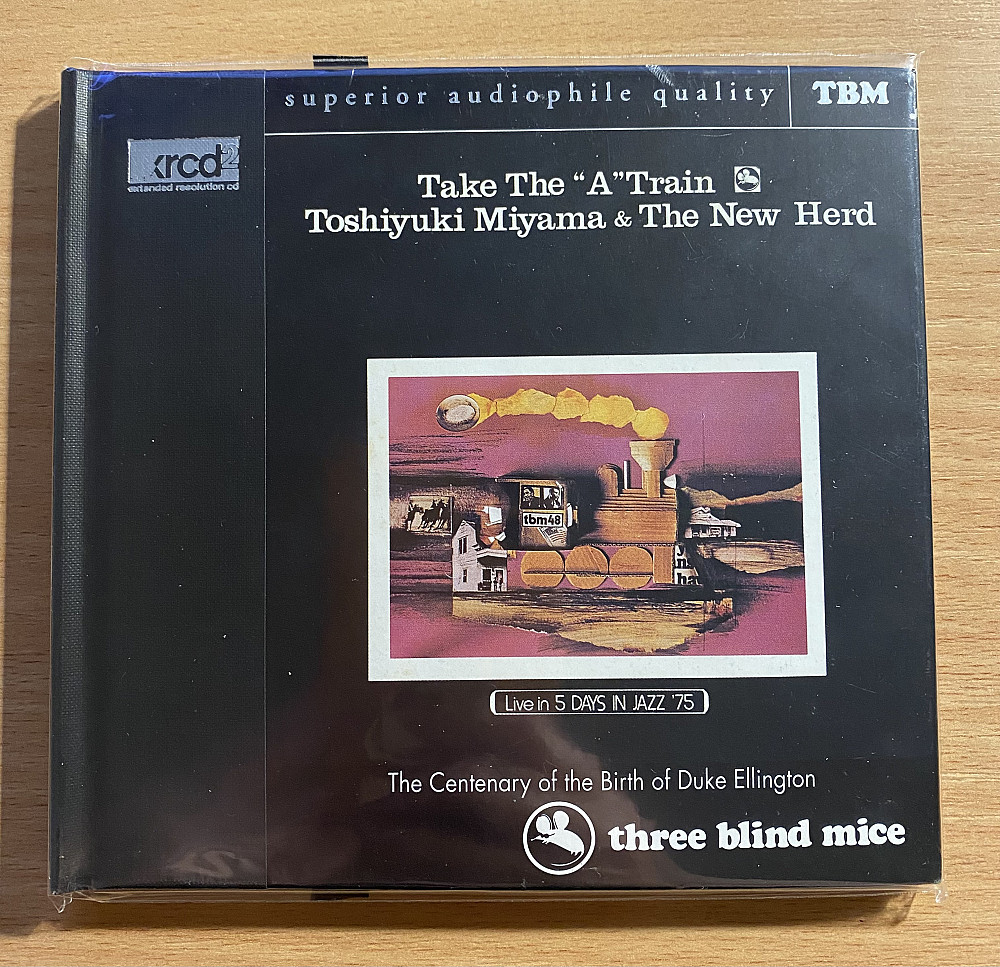 superior audiophile quality
TBM
xrcd2
extended resolution cd
Take The “A” Train
Toshiyuki Miyama & The New Herd
tbm48
Live in 5 DAYS IN JAZZ '75
The Centenary of the Birth of Duke Ellington
three blind mice